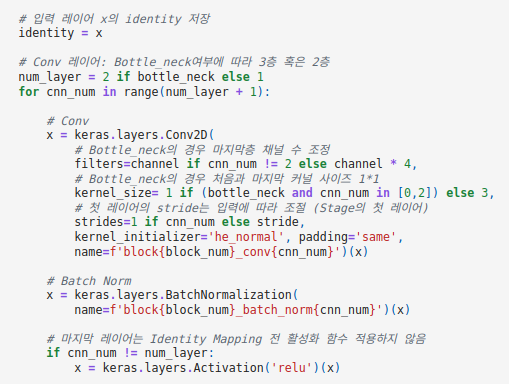 # 입력 레이어 x의 identity 저장
identity = x
# Conv 레이어: Bottle_neck여부에 따라 3층 혹은 2층
num_layer = 2 if bottle_neck else 1
for cnn_num in range(num_layer + 1):
# Conv
x = keras.layers.Conv2D(
# Bottle_neck의 경우 마지막층 채널 수 조정
filters=channel if cnn_num != 2 else channel * 4,
# Bottle_neck의 경우 처음과 마지막 커널 사이즈 1*1
kernel_size= 1 if (bottle_neck and cnn_num in [0,2]) else 3,
# 첫 레이어의 stride는 입력에 따라 조절 (Stage의 첫 레이어)
strides=1 if cnn_num else stride,
kernel_initializer='he_normal', padding='same',
name=f'block{block_num}_conv{cnn_num}')(x)
# Batch Norm
x = keras.layers.BatchNormalization(
name=f'block{block_num}_batch_norm{cnn_num}')(x)
# 마지막 레이어는 Identity Mapping 전 활성화 함수 적용하지 않음
if cnn_num != num_layer:
x = keras.layers.Activation('relu')(x)